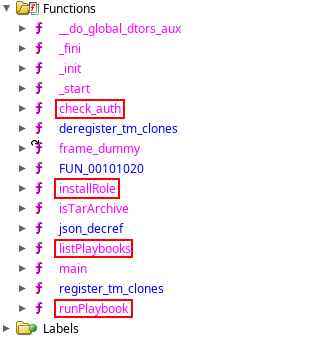 Functions
__do_global_dtors_aux
_fini
_init
_start
check_auth
deregister_tm_clones
frame_dummy
FUN_00101020
installRole
isTarArchive
json_decref
listPlaybooks
main
register_tm_clones
runPlaybook
Labels